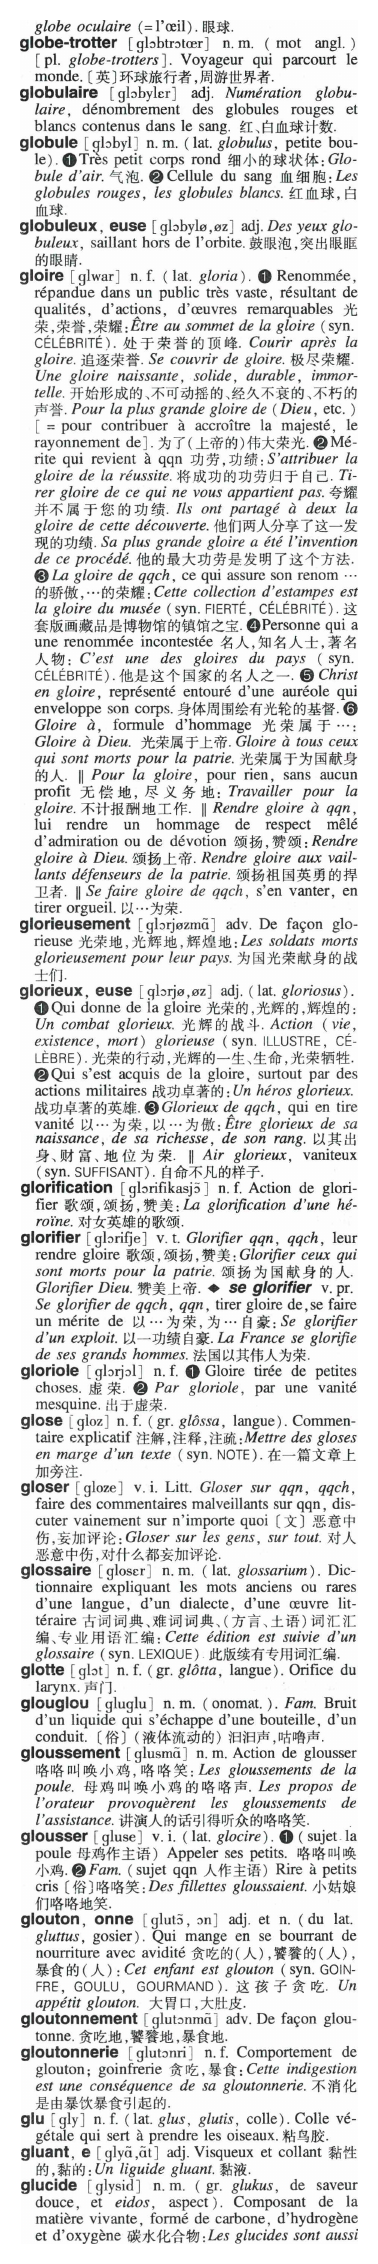 globe oculaire (=l'œil). 眼球.
globe-trotter [glɔbtrɔtœr] n. m. ( mot angl. )
[ pl. globe-trotters ]. Voyageur qui parcourt le
monde. [英]环球旅行者,周游世界者.
globulaire [glɔbylɛr] adj. Numération globu-
laire, dénombrement des globules rouges et
blancs contenus dans le sang. 红、白血球计数.
globule [glɔbyl] n. m. ( lat. globulus, petite bou-
le). ❶Très petit corps rond 细小的球状体: Glo-
bule d'air. 气泡. ❷ Cellule du sang 血细胞: Les
globules rouges, les globules blancs. 红血球,白
血球.
globuleux, euse [glɔbylø,øz] adj. Des yeux glo-
buleux, saillant hors de l'orbite. 鼓眼泡,突出眼眶
的眼睛.
gloire [glwar] n. f. ( lat. gloria). ❶ Renommée,
répandue dans un public très vaste, résultant de
qualités, d'actions, d'œuvres remarquables 光
荣,荣誉,荣耀: Être au sommet de la gloire (syn.
CÉLÉBRITÉ). 处于荣誉的顶峰. Courir après la
gloire. 追逐荣誉. Se couvrir de gloire. 极尽荣耀.
Une gloire naissante, solide, durable, immor-
telle. 开始形成的、不可动摇的、经久不衰的、不朽的
声誉. Pour la plus grande gloire de (Dieu, etc. )
[ = pour contribuer à accroître la majesté, le
rayonnement de]. 为了(上帝的)伟大荣光. ❷Mé-
rite qui revient à qqn 功劳,功绩: S'attribuer la
gloire de la réussite. 将成功的功劳归于自己. Ti-
rer gloire de ce qui ne vous appartient pas. 夸耀
并不属于您的功绩. Ils ont partagé à deux la
gloire de cette découverte. 他们两人分享了这一发
现的功绩. Sa plus grande gloire a été l'invention
de ce procédé. 他的最大功劳是发明了这个方法.
❸ La gloire de qqch, ce qui assure son renom …
的骄傲,…的荣耀: Cette collection d'estampes est
la gloire du musée (syn. FIERTÉ, CÉLÉBRITÉ). 这
套版画藏品是博物馆的镇馆之宝. ❹Personne qui a
une renommée incontestée 名人,知名人士,著名
人物: C'est une des gloires du pays ( syn.
CÉLÉBRITÉ). 他是这个国家的名人之一. ❺ Christ
en gloire, représenté entouré d'une auréole qui
enveloppe son corps. 身体周围绘有光轮的基督. ❻
Gloire à, formule d'hommage 光荣属于…:
Gloire à Dieu. 光荣属于上帝. Gloire à tous ceux
qui sont morts pour la patrie. 光荣属于为国献身
的人. ‖ Pour la gloire, pour rien, sans aucun
profit 无偿地, 尽义务地: Travailler pour la
gloire. 不计报酬地工作. ‖ Rendre gloire à qqn,
lui rendre un hommage de respect mêlé
d'admiration ou de dévotion 颂扬,赞颂: Rendre
gloire à Dieu. 颂扬上帝. Rendre gloire aux vail-
lants défenseurs de la patrie. 颂扬祖国英勇的捍
卫者. ‖ Se faire gloire de qqch, s'en vanter, en
tirer orgueil. 以…为荣.
glorieusement [glɔrjøzmã] adv. De façon glo-
rieuse 光荣地,光辉地,辉煌地: Les soldats morts
glorieusement pour leur pays. 为国光荣献身的战
士们.
glorieux, euse [glɔrjø,øz] adj. ( lat. gloriosus).
❶Qui donne de la gloire 光荣的,光辉的,辉煌的:
Un combat glorieux. 光辉的战斗. Action (vie,
existence, mort) glorieuse (syn. ILLUSTRE, CÉ-
LÈBRE). 光荣的行动,光辉的一生、生命,光荣牺牲.
❷Qui s'est acquis de la gloire, surtout par des
actions militaires 战功卓著的: Un héros glorieux.
战功卓著的英雄. ❸Glorieux de qqch, qui en tire
vanité 以…为荣,以…为傲: Être glorieux de sa
naissance, de sa richesse, de son rang. 以其出
身、财富、地位为荣. ‖ Air glorieux, vaniteux
(syn. SUFFISANT). 自命不凡的样子.
glorification [glɔrifikasjɔ̃] n. f. Action de glori-
fier 歌颂,颂扬,赞美: La glorification d'une hé-
roïne. 对女英雄的歌颂.
glorifier [glɔrifje] v. t. Glorifier qqn, qqch, leur
rendre gloire 歌颂,颂扬,赞美: Glorifier ceux qui
sont morts pour la patrie. 颂扬为国献身的人.
Glorifier Dieu. 赞美上帝. ◆ se glorifier v. pr.
Se glorifier de qqch, qqn, tirer gloire de,se faire
un mérite de 以…为荣,为…自豪: Se glorifier
d'un exploit. 以一功绩自豪. La France se glorifie
de ses grands hommes. 法国以其伟人为荣.
gloriole [glɔrjɔl] n. f. ❶ Gloire tirée de petites
choses. 虚荣. ❷ Par gloriole, par une vanité
mesquine. 出于虚荣.
glose [gloz] n. f. ( gr. glôssa, langue). Commen-
taire explicatif 注解,注释,注疏: Mettre des gloses
en marge d'un texte (syn. NOTE). 在一篇文章上
加旁注.
gloser [gloze] v. i. Litt. Gloser sur qqn, qqch,
faire des commentaires malveillants sur qqn, dis-
cuter vainement sur n'importe quoi〔文〕恶意中
伤,妄加评论: Gloser sur les gens, sur tout. 对人
恶意中伤,对什么都妄加评论.
glossaire [glosɛr] n. m. ( lat. glossarium). Dic-
tionnaire expliquant les mots anciens ou rares
d'une langue, d'un dialecte, d'une œuvre lit-
téraire 古词词典、难词词典、(方言、土语)词汇汇
编、专业用语汇编: Cette édition est suivie d'un
glossaire (syn. LEXIQUE). 此版续有专用词汇编.
glotte [glɔt] n. f. ( gr. glôtta, langue). Orifice du
larynx. 声门.
glouglou [gluglu] n. m. ( onomat. ). Fam. Bruit
d'un liquide qui s'échappe d'une bouteille, d'un
conduit.〔俗〕(液体流动的) 汩汩声,咕噜声.
gloussement [glusmã] n. m. Action de glousser
咯咯叫唤小鸡, 咯咯笑: Les gloussements de la
poule. 母鸡叫唤小鸡的咯咯声. Les propos de
l'orateur provoquèrent les gloussements de
l'assistance. 讲演人的话引得听众的咯咯笑.
glousser [gluse] v. i. ( lat. glocire). ❶ ( sujet la
poule 母鸡作主语) Appeler ses petits. 咯咯叫唤
小鸡. ❷Fam. (sujet qqn 人作主语) Rire à petits
cris〔俗〕咯咯笑: Des fillettes gloussaient. 小姑娘
们咯咯地笑.
glouton, onne [glutɔ̃, ɔn] adj. et n. ( du lat.
gluttus, gosier). Qui mange en se bourrant de
nourriture avec avidité 贪吃的(人),饕餮的(人),
暴食的(人): Cet enfant est glouton (syn. GOIN-
FRE, GOULU, GOURMAND). 这孩子贪吃. Un
appétit glouton. 大胃口,大肚皮.
gloutonnement [glutɔnmã] adv. De façon glou-
tonne. 贪吃地,饕餮地,暴食地.
gloutonnerie [glutɔnri] n. f. Comportement de
glouton; goinfrerie 贪吃,暴食: Cette indigestion
est une conséquence de sa gloutonnerie. 不消化
是由暴饮暴食引起的.
glu [gly] n. f. ( lat. glus, glutis, colle). Colle vé-
gétale qui sert à prendre les oiseaux. 粘鸟胶.
gluant, e [glyã,ãt] adj. Visqueux et collant 黏性
的,黏的: Un liguide gluant. 黏液.
glucide [glysid] n. m. ( gr. glukus, de saveur
douce, et eidos, aspect). Composant de la
matière vivante, formé de carbone, d'hydrogène
et d'oxygène 碳水化合物: Les glucides sont aussi